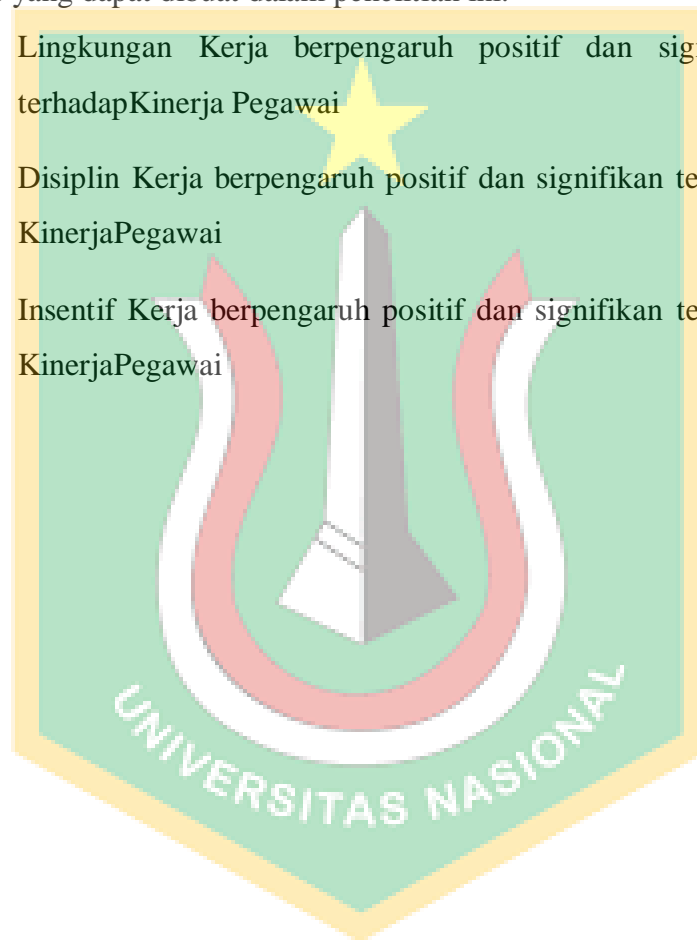 yang dapat dibuat dalam penelitian ini.
Lingkungan Kerja berpengaruh positif dan sig
terhadapKinerja Pegawai
Disiplin Kerja berpengaruh positif dan signifikan te
KinerjaPegawai
Insentif Kerja berpengaruh positif dan signifikan te
KinerjaPegawai
UNIVERSITAS NASIONAL